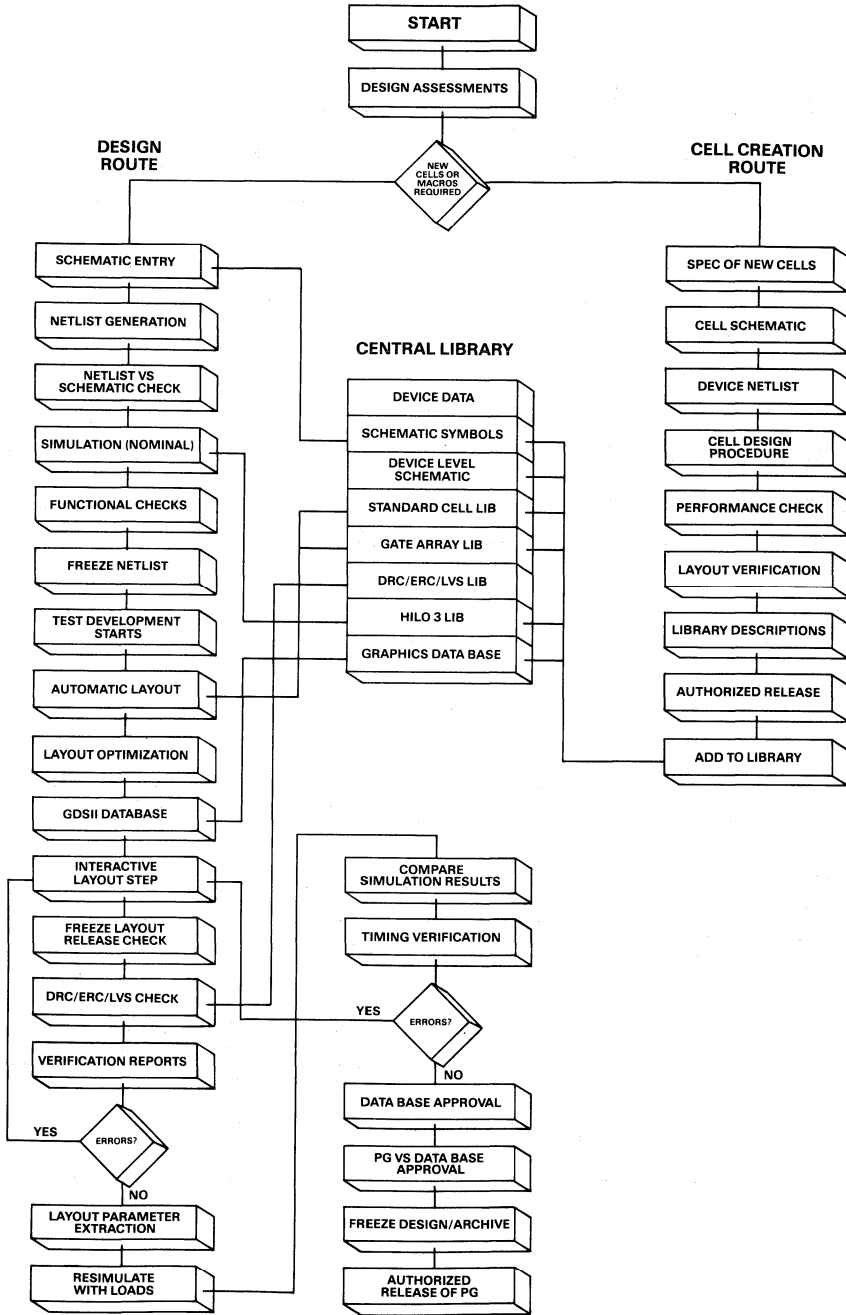 START
DESIGN ASSESSMENTS
NEW
CELLS OR
MACROS
REQUIRED
DESIGN
ROUTE
SCHEMATIC ENTRY
NETLIST GENERATION
NETLIST VS
SCHEMATIC CHECK
SIMULATION (NOMINAL)
FUNCTIONAL CHECKS
FREEZE NETLIST
TEST DEVELOPMENT
STARTS
AUTOMATIC LAYOUT
LAYOUT OPTIMIZATION
GDSII DATABASE
INTERACTIVE
LAYOUT STEP
FREEZE LAYOUT
RELEASE CHECK
DRC/ERC/LVS CHECK
VERIFICATION REPORTS
YES
ERRORS?
NO
LAYOUT PARAMETER
EXTRACTION
RESIMULATE
WITH LOADS
CENTRAL LIBRARY
DEVICE DATA
SCHEMATIC SYMBOLS
DEVICE LEVEL
SCHEMATIC
STANDARD CELL LIB
GATE ARRAY LIB
DRC/ERC/LVS LIB
HILO 3 LIB
GRAPHICS DATA BASE
COMPARE
SIMULATION RESULTS
TIMING VERIFICATION
YES
ERRORS?
NO
DATA BASE APPROVAL
PG VS DATA BASE
APPROVAL
FREEZE DESIGN/ARCHIVE
AUTHORIZED
RELEASE OF PG
CELL CREATION
ROUTE
SPEC OF NEW CELLS
CELL SCHEMATIC
DEVICE NETLIST
CELL DESIGN
PROCEDURE
PERFORMANCE CHECK
LAYOUT VERIFICATION
LIBRARY DESCRIPTIONS
AUTHORIZED RELEASE
ADD TO LIBRARY